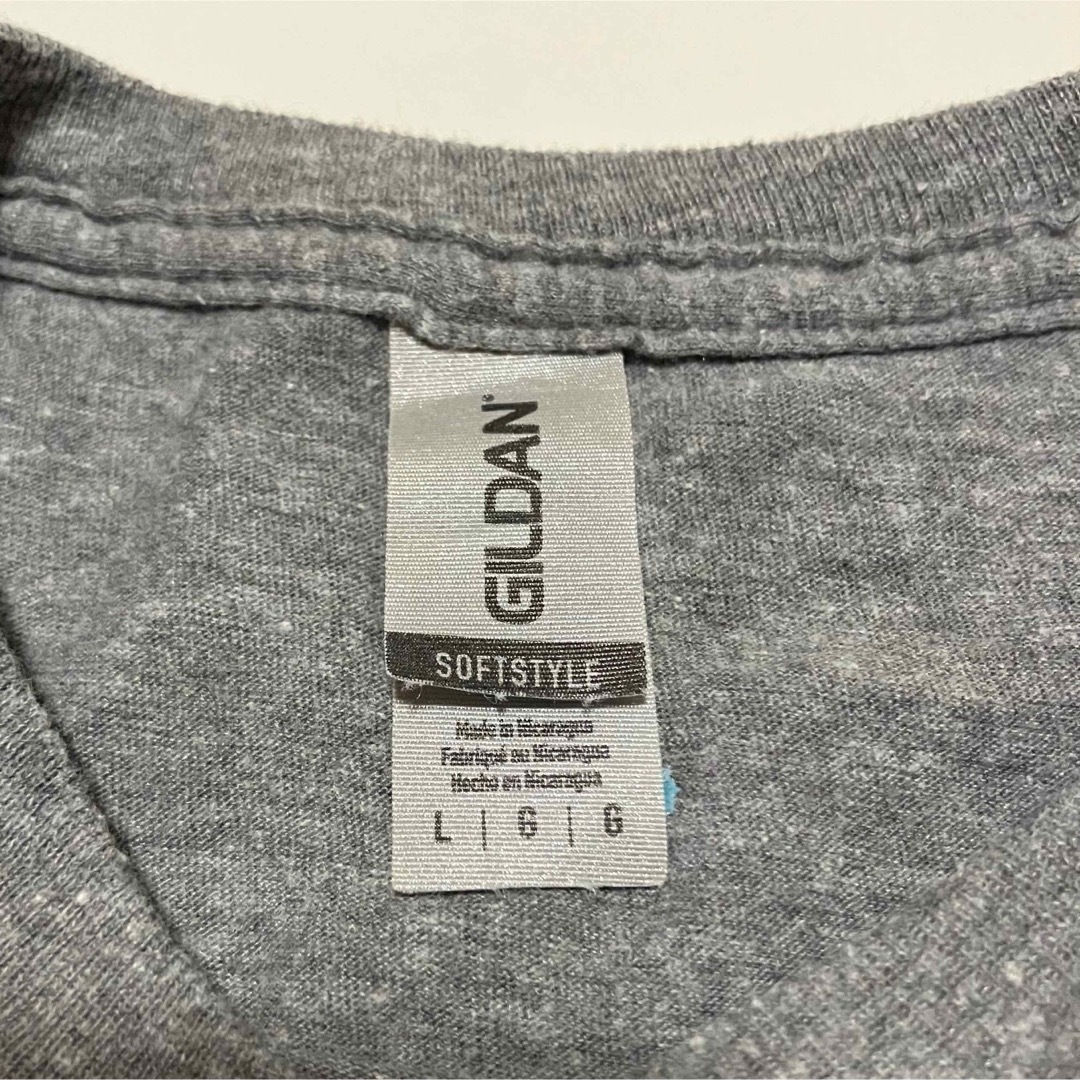 GILDAN®
SOFTSTYLE
Made in Nicaragua
Fabriqué au Nicaragua
Hecho en Nicaragua
L | G | G